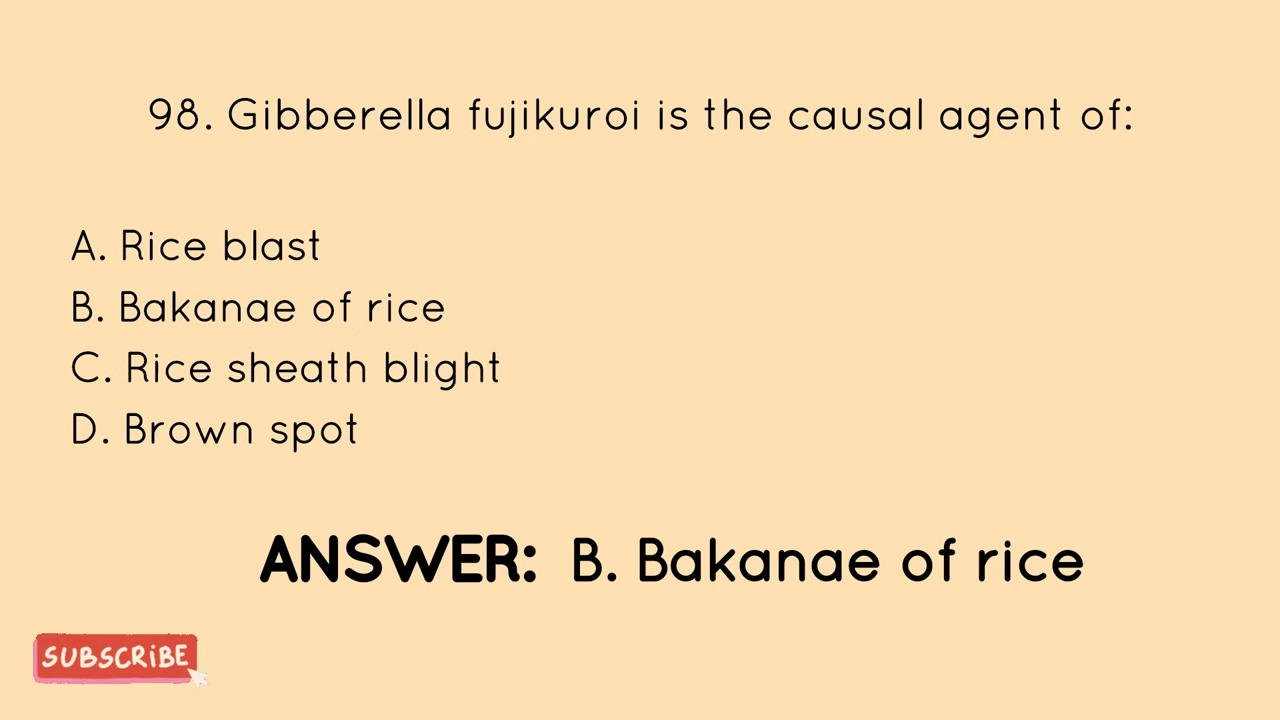 98. Gibberella fujikuroi is the causal agent of:
A. Rice blast
B. Bakanae of rice
C. Rice sheath blight
D. Brown spot
ANSWER: B. Bakanae of rice
SUBSCRIBE